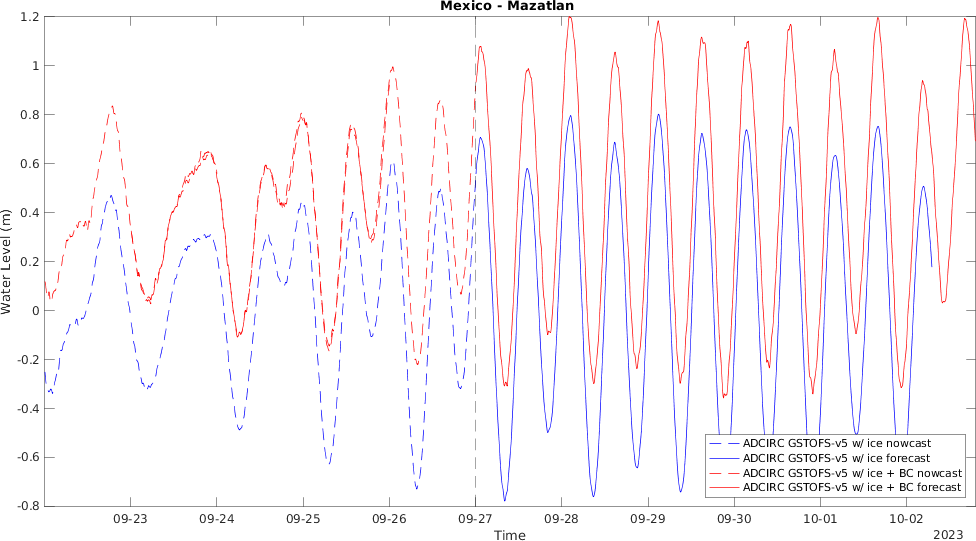 Mexico - Mazatlan
1.2
1
0.8
0.6
0.4
0.2
0
-0.2
-0.4
-0.6
-0.8
Water Level (m)
ADCIRC GSTOFS-v5 w/ ice nowcast
ADCIRC GSTOFS-v5 w/ ice forecast
ADCIRC GSTOFS-v5 w/ ice + BC nowcast
ADCIRC GSTOFS-v5 w/ ice + BC forecast
09-23 09-24 09-25 09-26 09-27 09-28 09-29 09-30 10-01 10-02
Time
2023